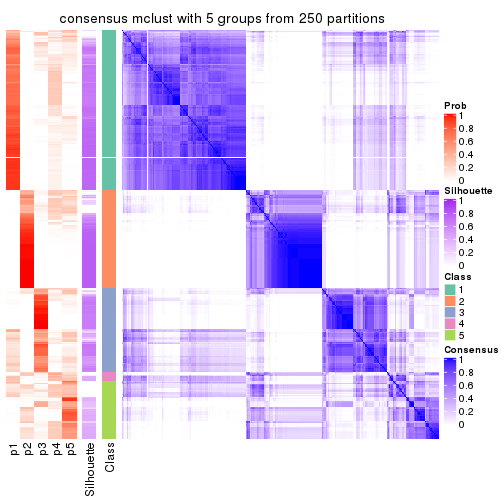 consensus mclust with 5 groups from 250 partitions
Prob
1
0.8
0.6
0.4
0.2
0
Silhouette
1
0.8
0.6
0.4
0.2
0
Class
1
2
3
4
5
Consensus
1
0.8
0.6
0.4
0.2
0
p1
p2
p3
p4
p5
Silhouette
Class